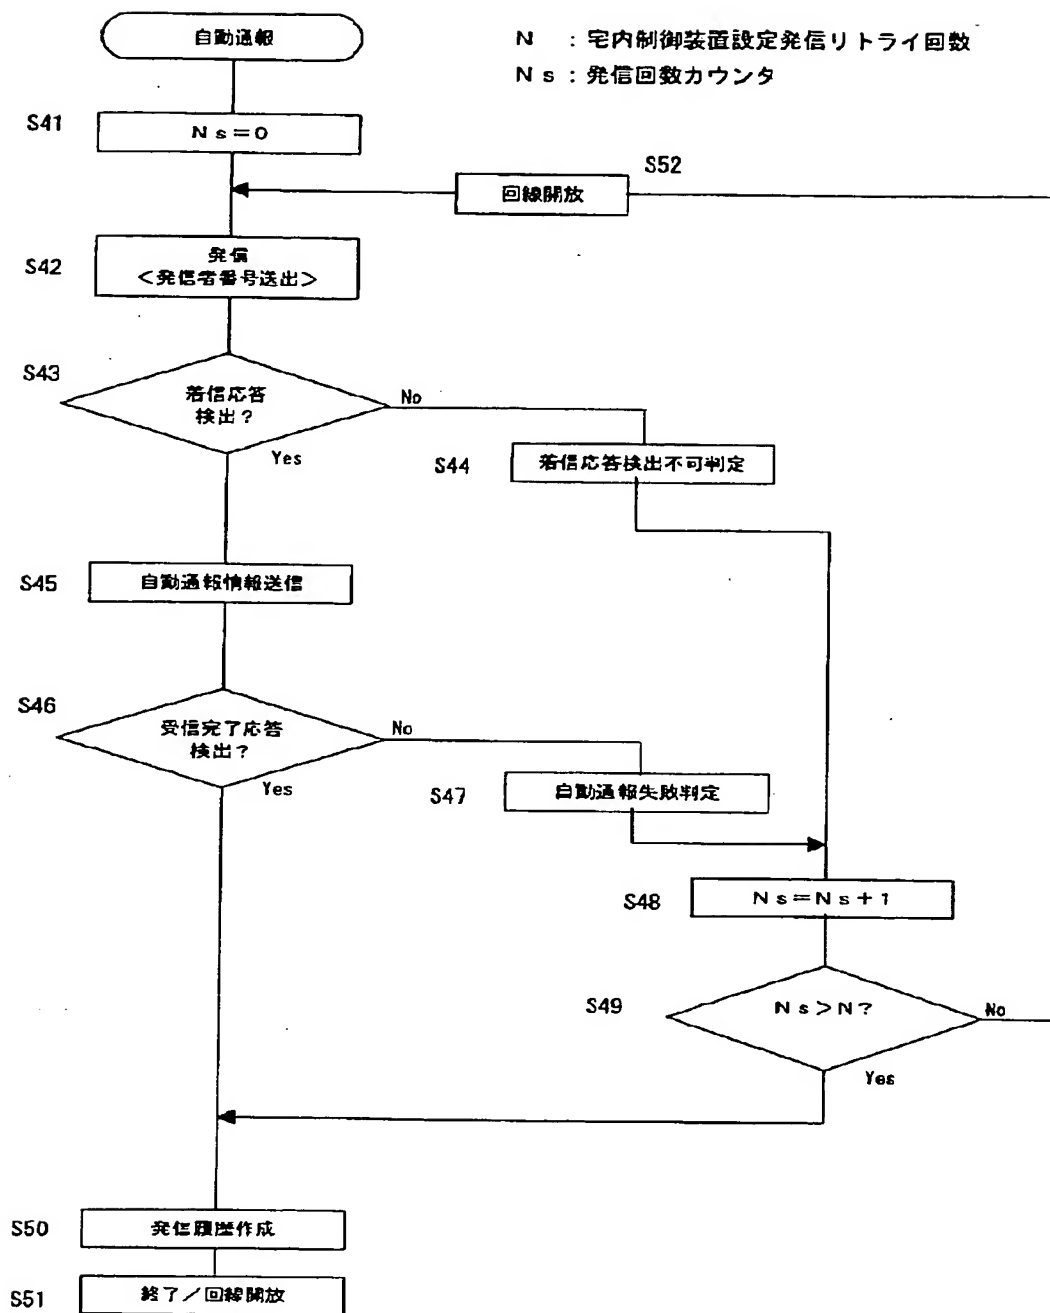 自動通報
N : 宅内制御装置設定発信リトライ回数
Ns : 発信回数カウンタ
S41
Ns=0
S52
回線開放
S42
発信
<発信者番号送出>
S43
着信応答
検出?
No
Yes
S44
着信応答検出不可判定
S45
自動通報情報送信
S46
受信完了応答
検出?
No
Yes
S47
自動通報失敗判定
S48
Ns=Ns+1
S49
Ns>N?
No
Yes
S50
発信履歴作成
S51
終了/回線開放